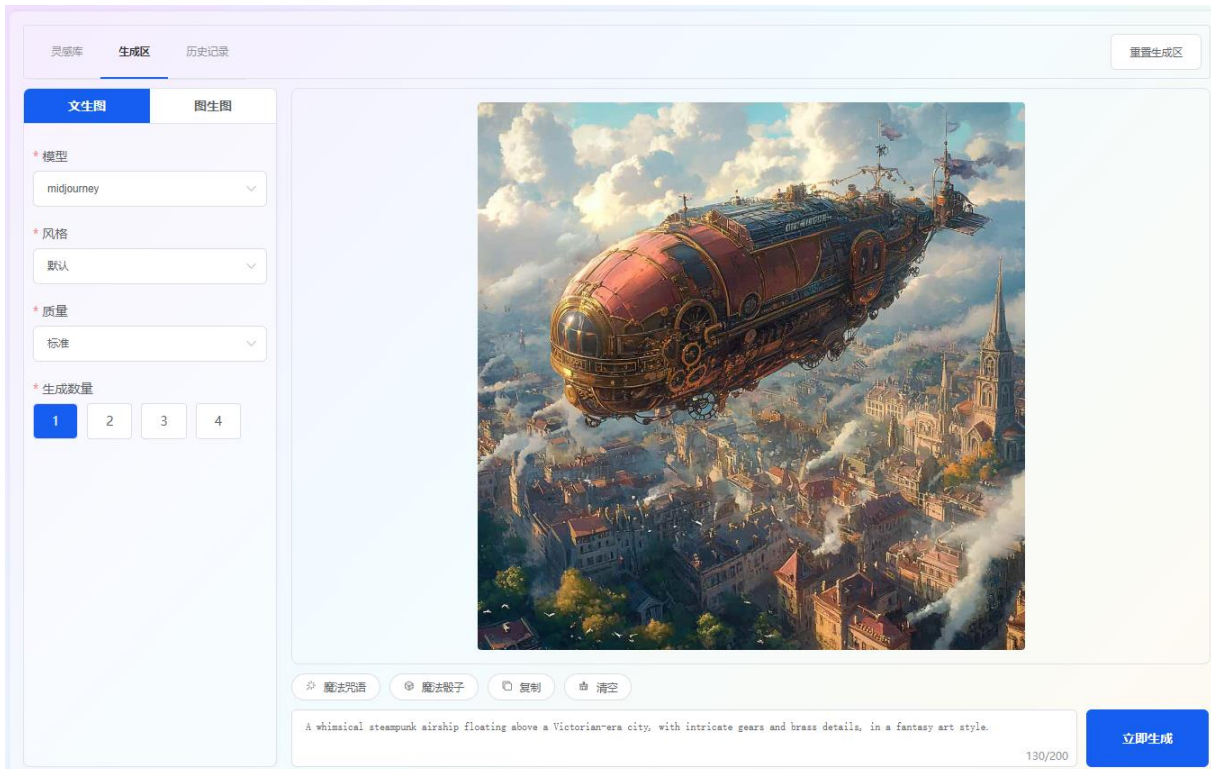 灵感库 生成区 历史记录 重置生成区
文生图 图生图
* 模型
midjourney
* 风格
默认
* 质量
标准
* 生成数量
1 2 3 4
魔法咒语 魔法骰子 复制 清空
A whimsical steampunk airship floating above a Victorian-era city, with intricate gears and brass details, in a fantasy art style.
130/200
立即生成